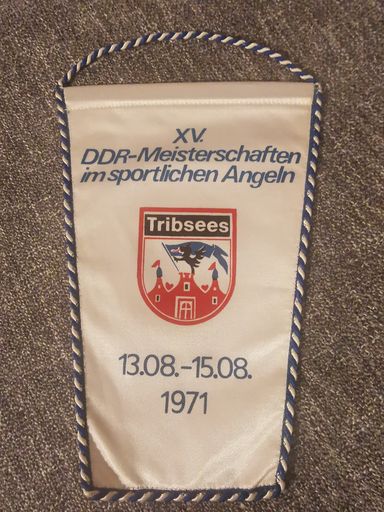 XV.
DDR-Meisterschaften
im sportlichen Angeln
Tribsees
13.08.-15.08.
1971